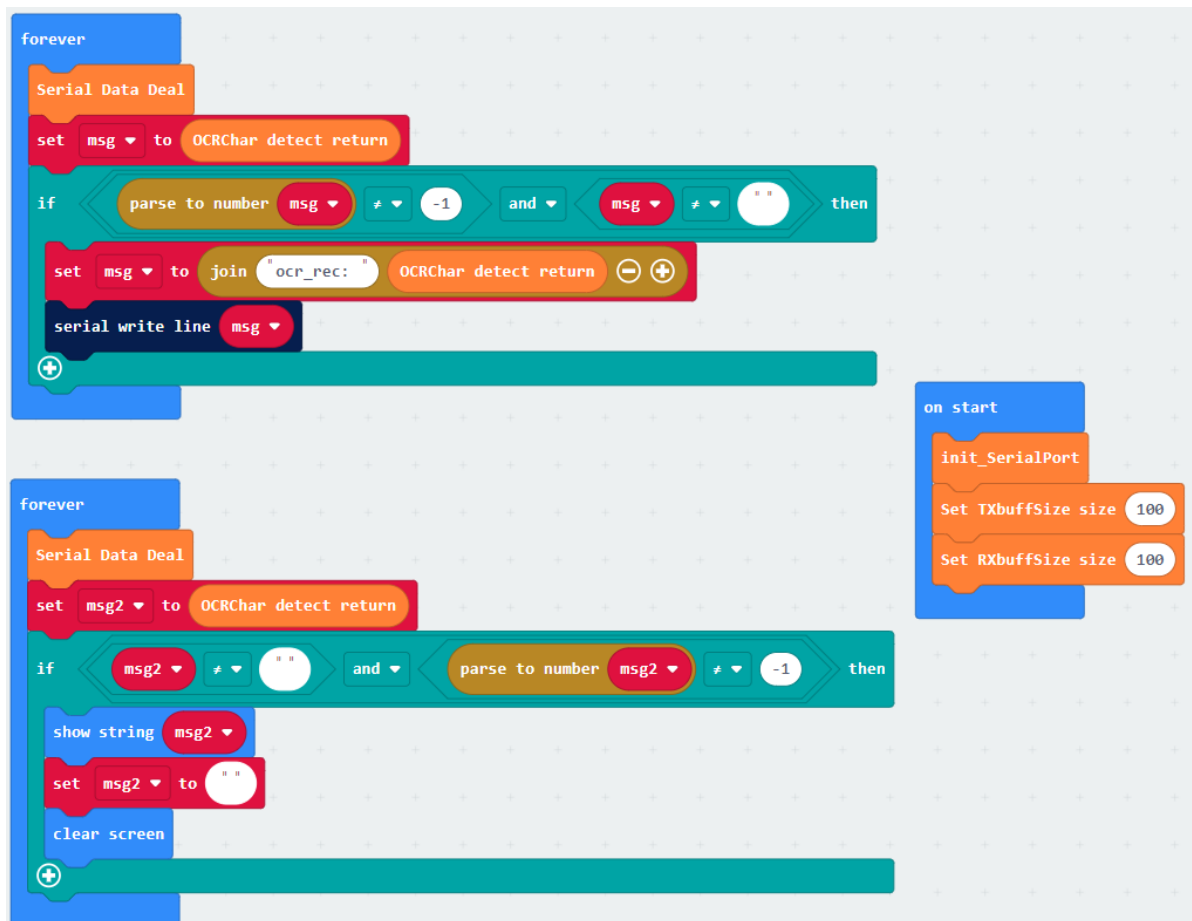 forever
Serial Data Deal
set msg to OCRChar detect return
if parse to number msg ≠ -1 and msg ≠ " " then
set msg to join "ocr_rec: " OCRChar detect return
serial write line msg
on start
init_SerialPort
Set TXbuffSize size 100
Set RXbuffSize size 100
forever
Serial Data Deal
set msg2 to OCRChar detect return
if msg2 ≠ " " and parse to number msg2 ≠ -1 then
show string msg2
set msg2 to " "
clear screen